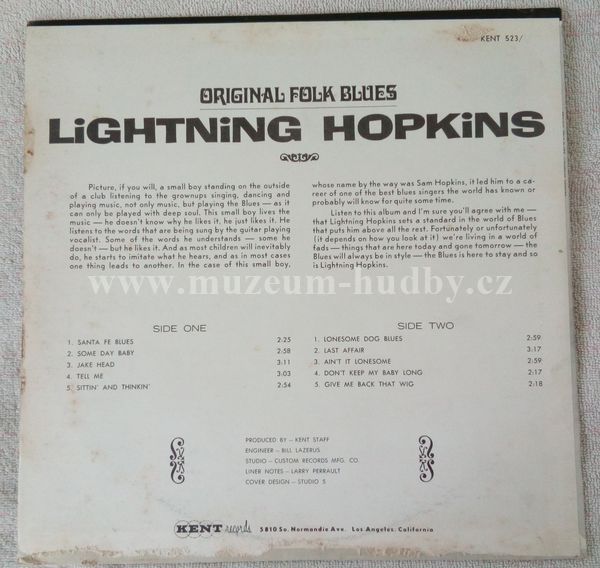 KENT 523/
ORIGINAL FOLK BLUES
LiGHTNiNG HOPKiNS
Picture, if you will, a small boy standing on the outside
of a club listening to the grownups singing, dancing and
playing music, not only music, but playing the Blues — as it
can only be played with deep soul. This small boy lives the
music — he doesn't know why he likes it, he just likes it. He
listens to the words that are being sung by the guitar playing
vocalist. Some of the words he understands — some he
doesn't — but he likes it. And as most children will inevitably
do, he starts to imitate what he hears, and as in most cases
one thing leads to another. In the case of this small boy,
whose name by the way was Sam Hopkins, it led him to a ca-
reer of one of the best blues singers the world has known or
probably will know for quite some time.
Listen to this album and I'm sure you'll agree with me —
that Lightning Hopkins sets a standard in the world of Blues
that puts him above all the rest. Fortunately or unfortunately
(it depends on how you look at it) we're living in a world of
fads — things that are here today and gone tomorrow — the
Blues will always be in style — the Blues is here to stay and so
is Lightning Hopkins.
www.muzeum-hudby.cz
SIDE ONE
1. SANTA FE BLUES 2:25
2. SOME DAY BABY 2:58
3. JAKE HEAD 3:11
4. TELL ME 3:03
5. SITTIN' AND THINKIN' 2:54
SIDE TWO
1. LONESOME DOG BLUES 2:59
2. LAST AFFAIR 3:17
3. AIN'T IT LONESOME 2:59
4. DON'T KEEP MY BABY LONG 2:17
5. GIVE ME BACK THAT WIG 2:18
PRODUCED BY — KENT STAFF
ENGINEER — BILL LAZERUS
STUDIO — CUSTOM RECORDS MFG. CO.
LINER NOTES — LARRY PERRAULT
COVER DESIGN — STUDIO 5
KENT records 5810 So. Normandie Ave. Los Angeles, California